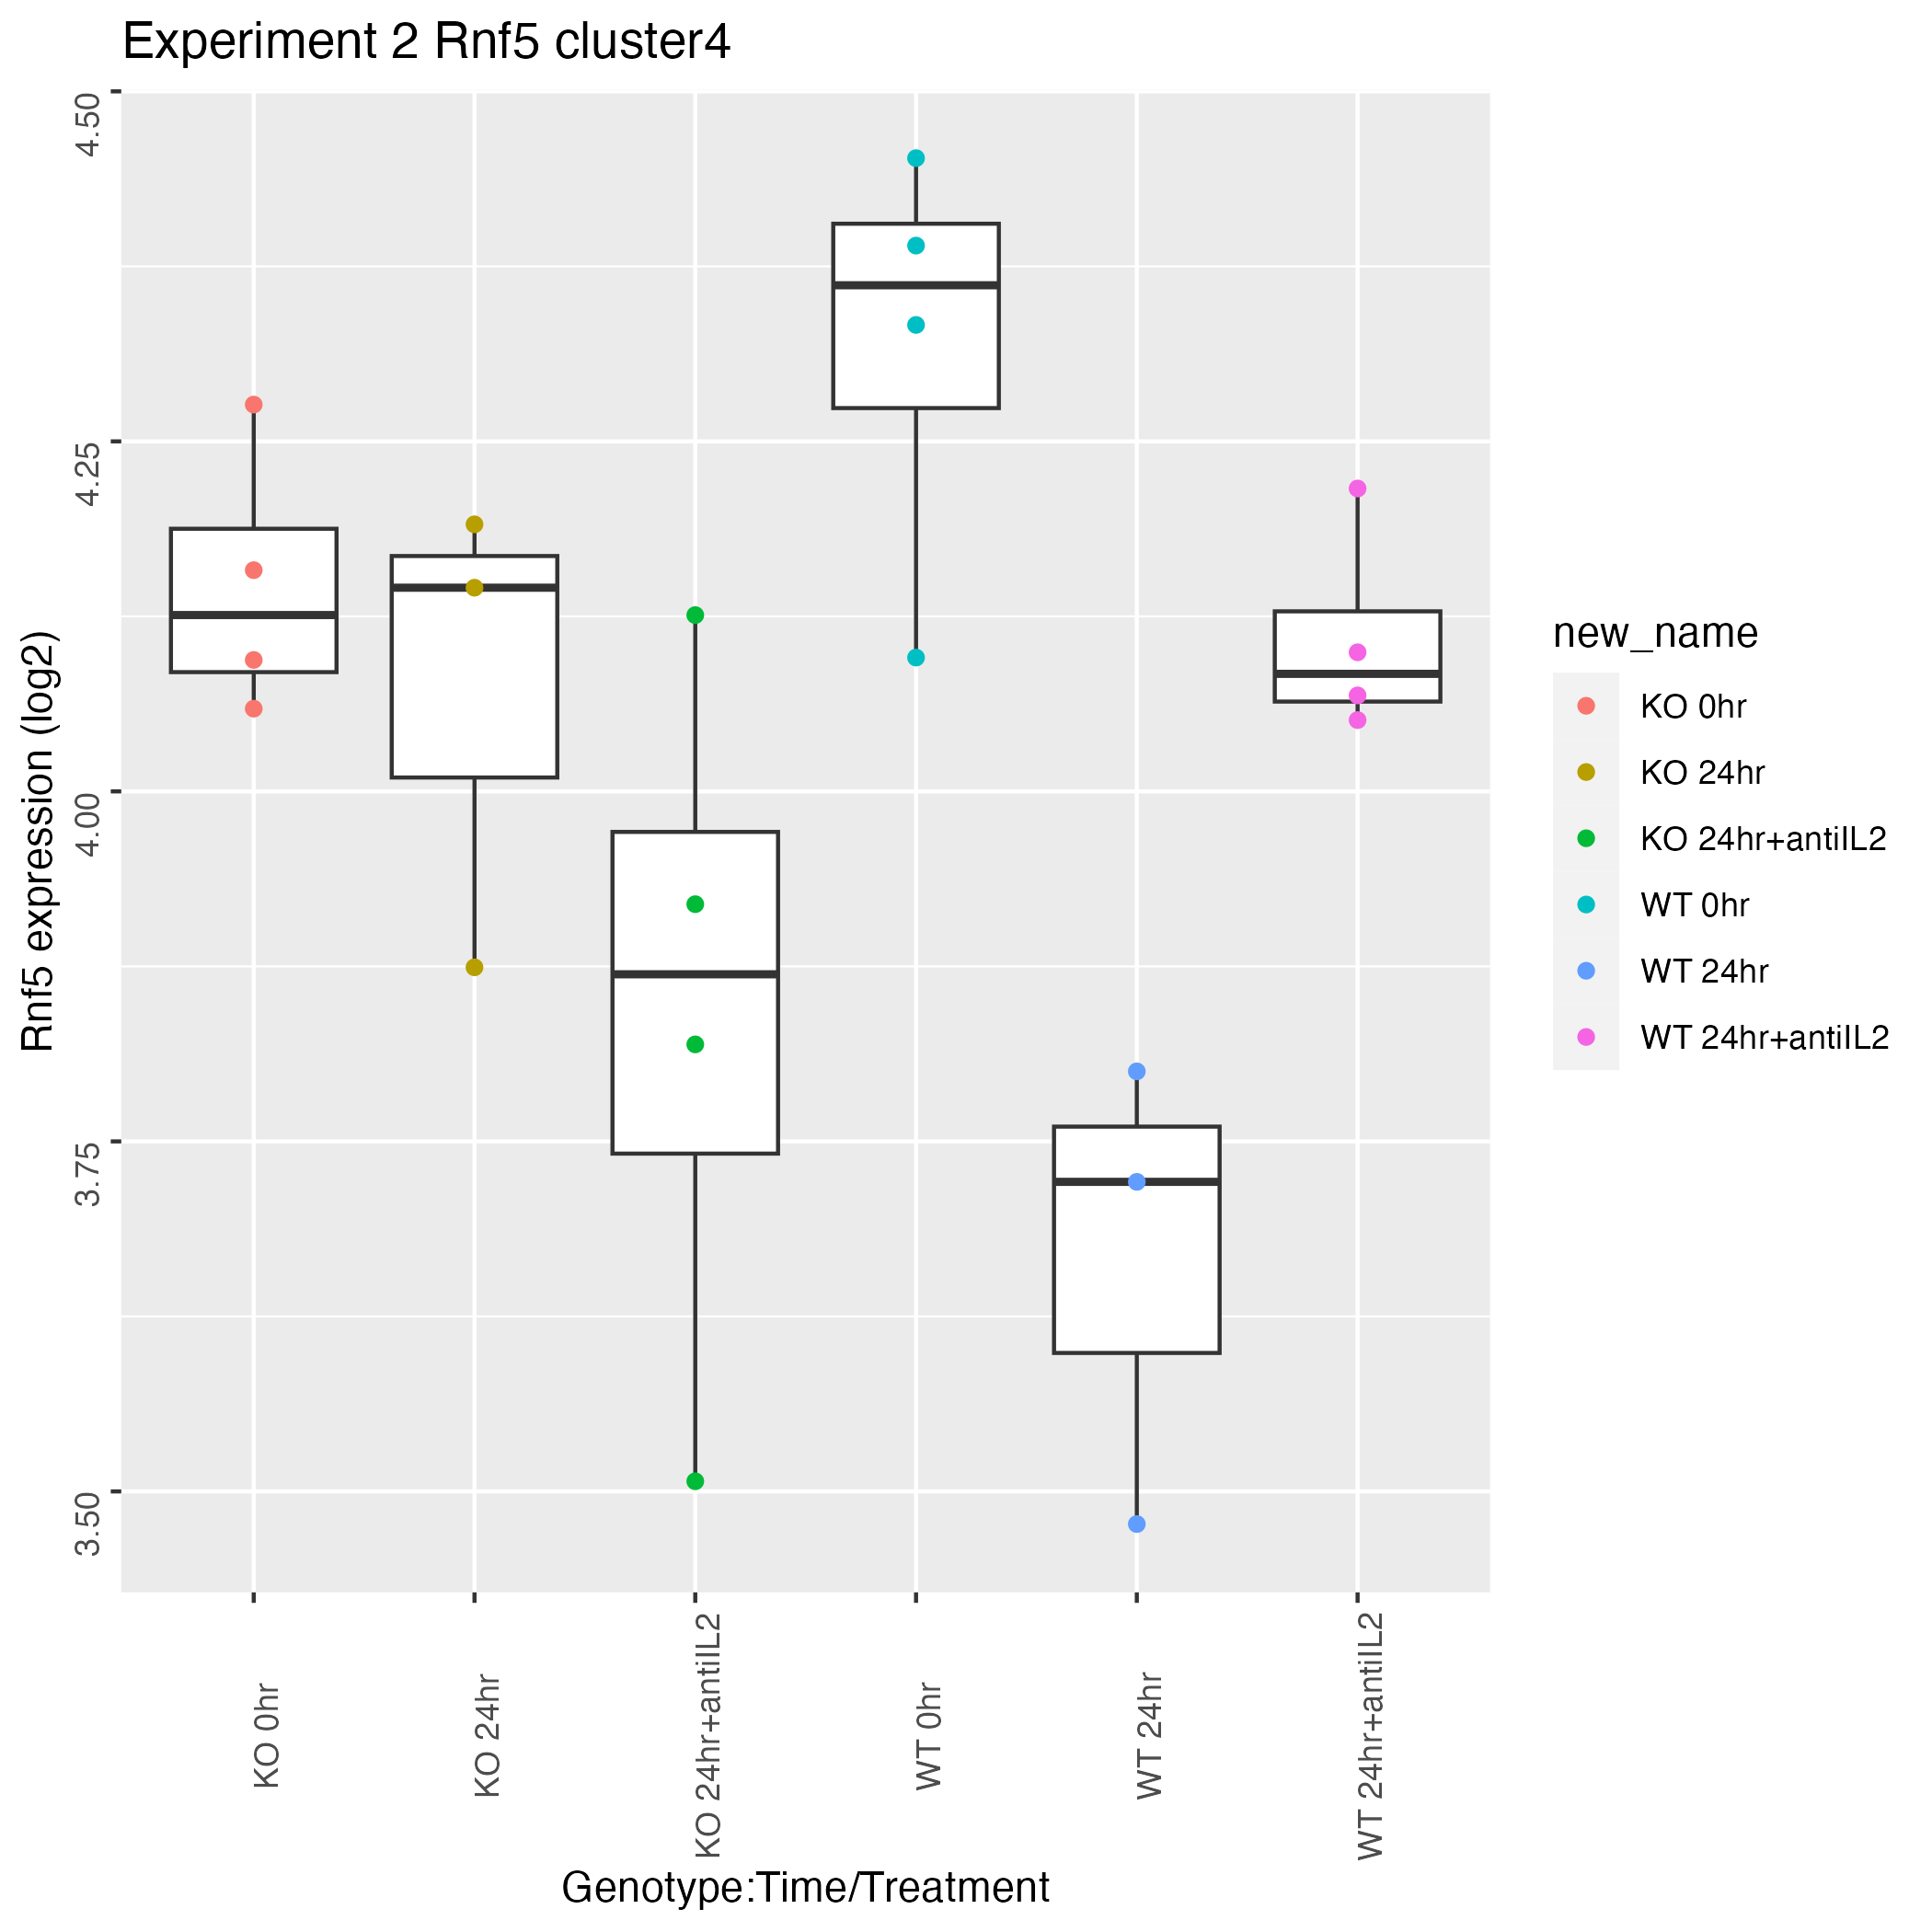 Experiment 2 Rnf5 cluster4
4.50
4.25
4.00
3.75
3.50
Rnf5 expression (log2)
KO 0hr
KO 24hr
KO 24hr+antiIL2
WT 0hr
WT 24hr
WT 24hr+antiIL2
Genotype:Time/Treatment
new_name
KO 0hr
KO 24hr
KO 24hr+antiIL2
WT 0hr
WT 24hr
WT 24hr+antiIL2